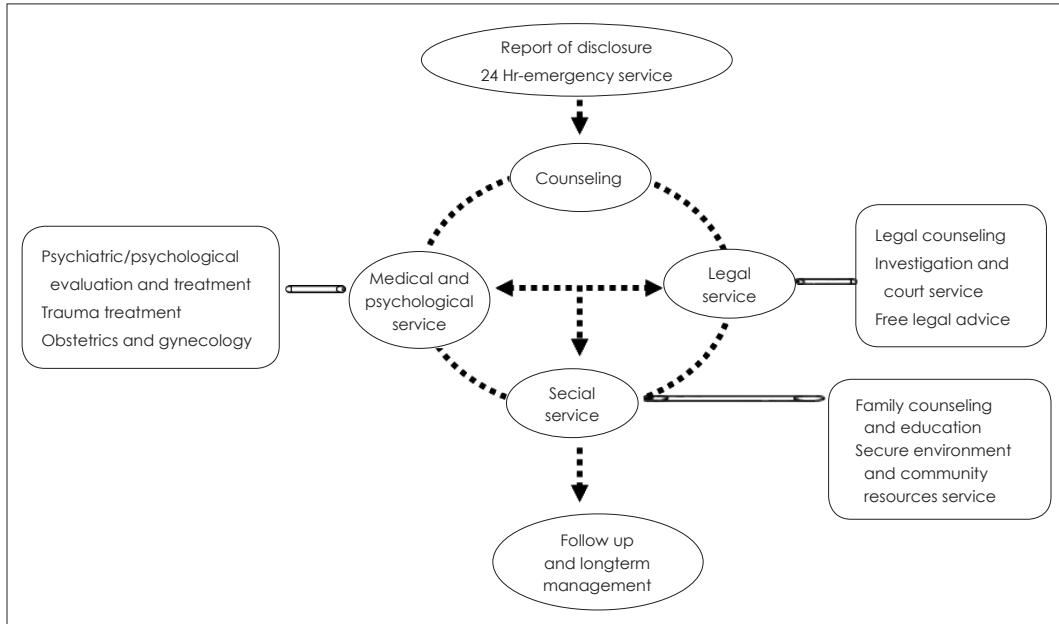 Report of disclosure
24 Hr-emergency service
Counseling
Psychiatric/psychological
evaluation and treatment
Trauma treatment
Obstetrics and gynecology
Medical and
psychological
service
Legal
service
Legal counseling
Investigation and
court service
Free legal advice
Secial
service
Family counseling
and education
Secure environment
and community
resources service
Follow up
and longterm
management